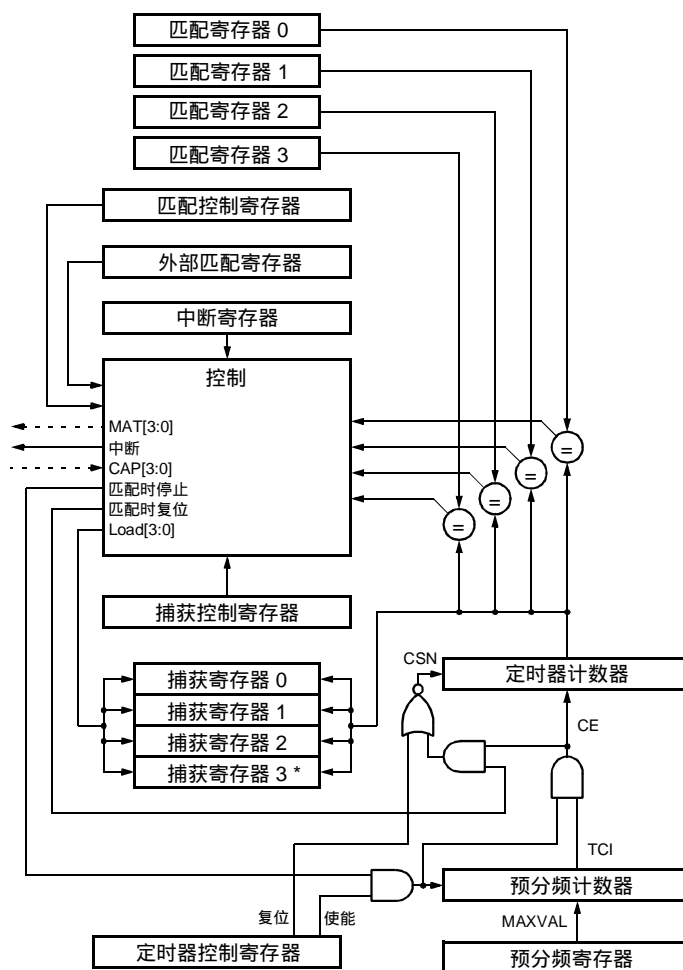 匹配寄存器 0
匹配寄存器 1
匹配寄存器 2
匹配寄存器 3
匹配控制寄存器
外部匹配寄存器
中断寄存器
控制
MAT[3:0]
中断
CAP[3:0]
匹配时停止
匹配时复位
Load[3:0]
=
=
=
=
捕获控制寄存器
CSN
定时器计数器
捕获寄存器 0
捕获寄存器 1
捕获寄存器 2
捕获寄存器 3 *
CE
TCI
预分频计数器
复位
使能
MAXVAL
定时器控制寄存器
预分频寄存器